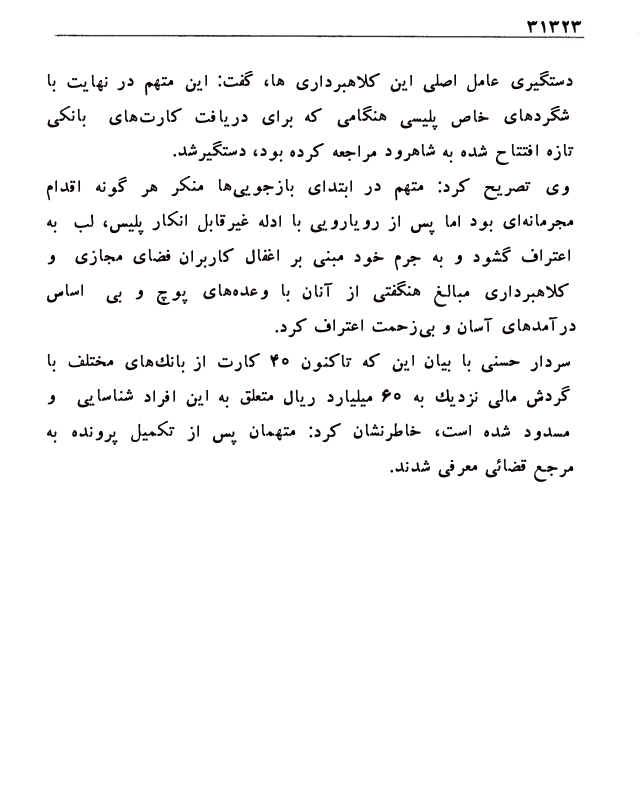 ۳۱۳۲۳
دستگیری عامل اصلی این کلاهبرداری ها، گفت: این متهم در نهایت با
شگردهای خاص پلیسی هنگامی که برای دریافت کارت‌های بانکی
تازه افتتاح شده به شاهرود مراجعه کرده بود، دستگیرشد.
وی تصریح کرد: متهم در ابتدای بازجویی‌ها منکر هر گونه اقدام
مجرمانه‌ای بود اما پس از رویارویی با ادله غیرقابل انکار پلیس، لب به
اعتراف گشود و به جرم خود مبنی بر اغفال کاربران فضای مجازی و
کلاهبرداری مبالغ هنگفتی از آنان با وعده‌های پوچ و بی اساس
درآمدهای آسان و بی‌زحمت اعتراف کرد.
سردار حسنی با بیان این که تاکنون ۴۰ کارت از بانك‌های مختلف با
گردش مالی نزدیك به ۶۰ میلیارد ریال متعلق به این افراد شناسایی و
مسدود شده است، خاطرنشان کرد: متهمان پس از تکمیل پرونده به
مرجع قضائی معرفی شدند.